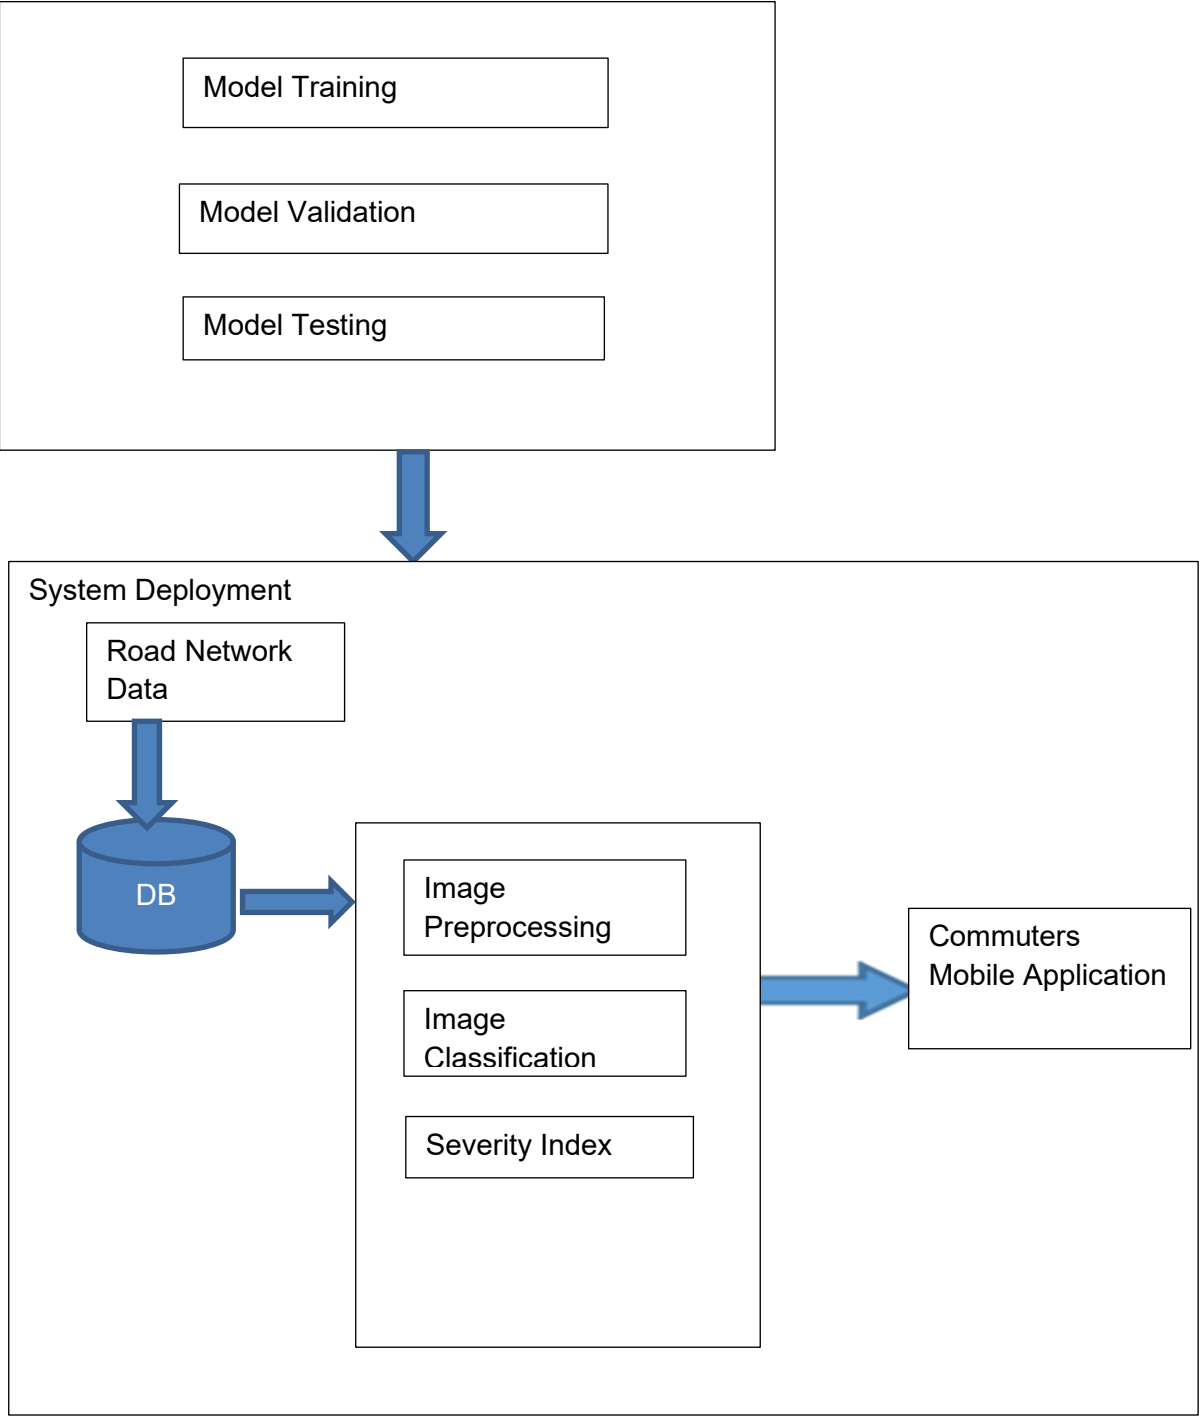 Model Training
Model Validation
Model Testing
System Deployment
Road Network
Data
DB
Image
Preprocessing
Image
Classification
Severity Index
Commuters
Mobile Application